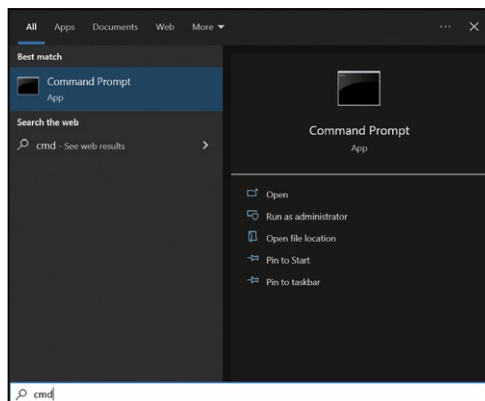 All Apps Documents Web More
Best match
Command Prompt
App
Search the web
cmd - See web results
Command Prompt
App
Open
Run as administrator
Open file location
Pin to Start
Pin to taskbar
cmd